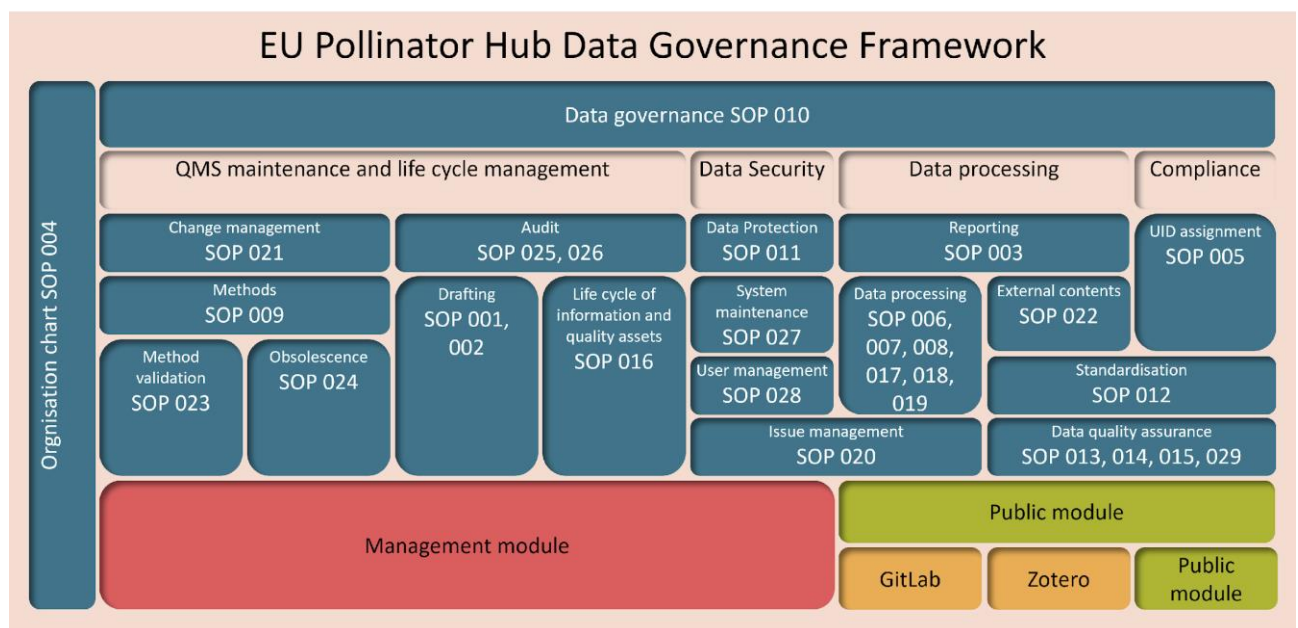 EU Pollinator Hub Data Governance Framework
Orgnisation chart SOP 004
Data governance SOP 010
QMS maintenance and life cycle management
Data Security
Data processing
Compliance
Change management
SOP 021
Audit
SOP 025, 026
Data Protection
SOP 011
Reporting
SOP 003
UID assignment
SOP 005
Methods
SOP 009
Drafting
SOP 001,
002
Life cycle of
information and
quality assets
SOP 016
System
maintenance
SOP 027
Data processing
SOP 006,
007, 008,
017, 018,
019
External contents
SOP 022
Method
validation
SOP 023
Obsolescence
SOP 024
User management
SOP 028
Standardisation
SOP 012
Issue management
SOP 020
Data quality assurance
SOP 013, 014, 015, 029
Management module
Public module
GitLab
Zotero
Public
module